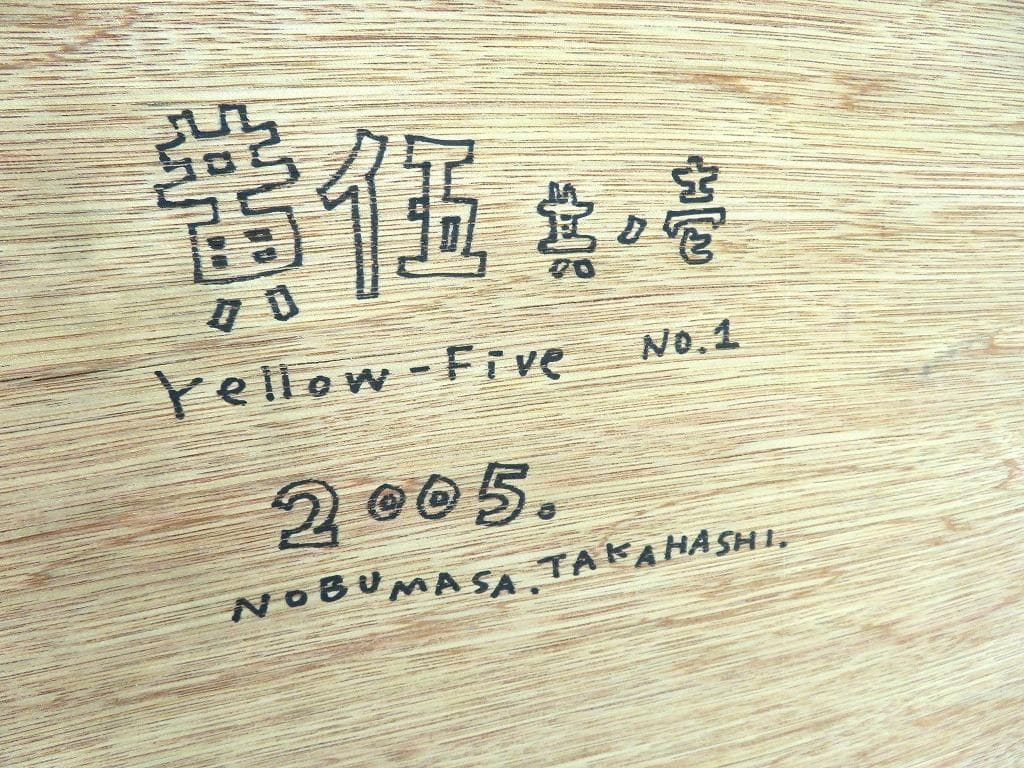 黄伍 其ノ壱
Yellow-Five NO.1
2005.
NOBUMASA.TAKAHASHI.